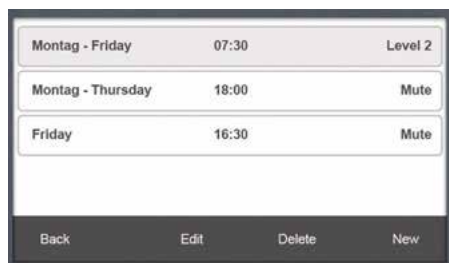 Montag - Friday 07:30 Level 2
Montag - Thursday 18:00 Mute
Friday 16:30 Mute
Back Edit Delete New